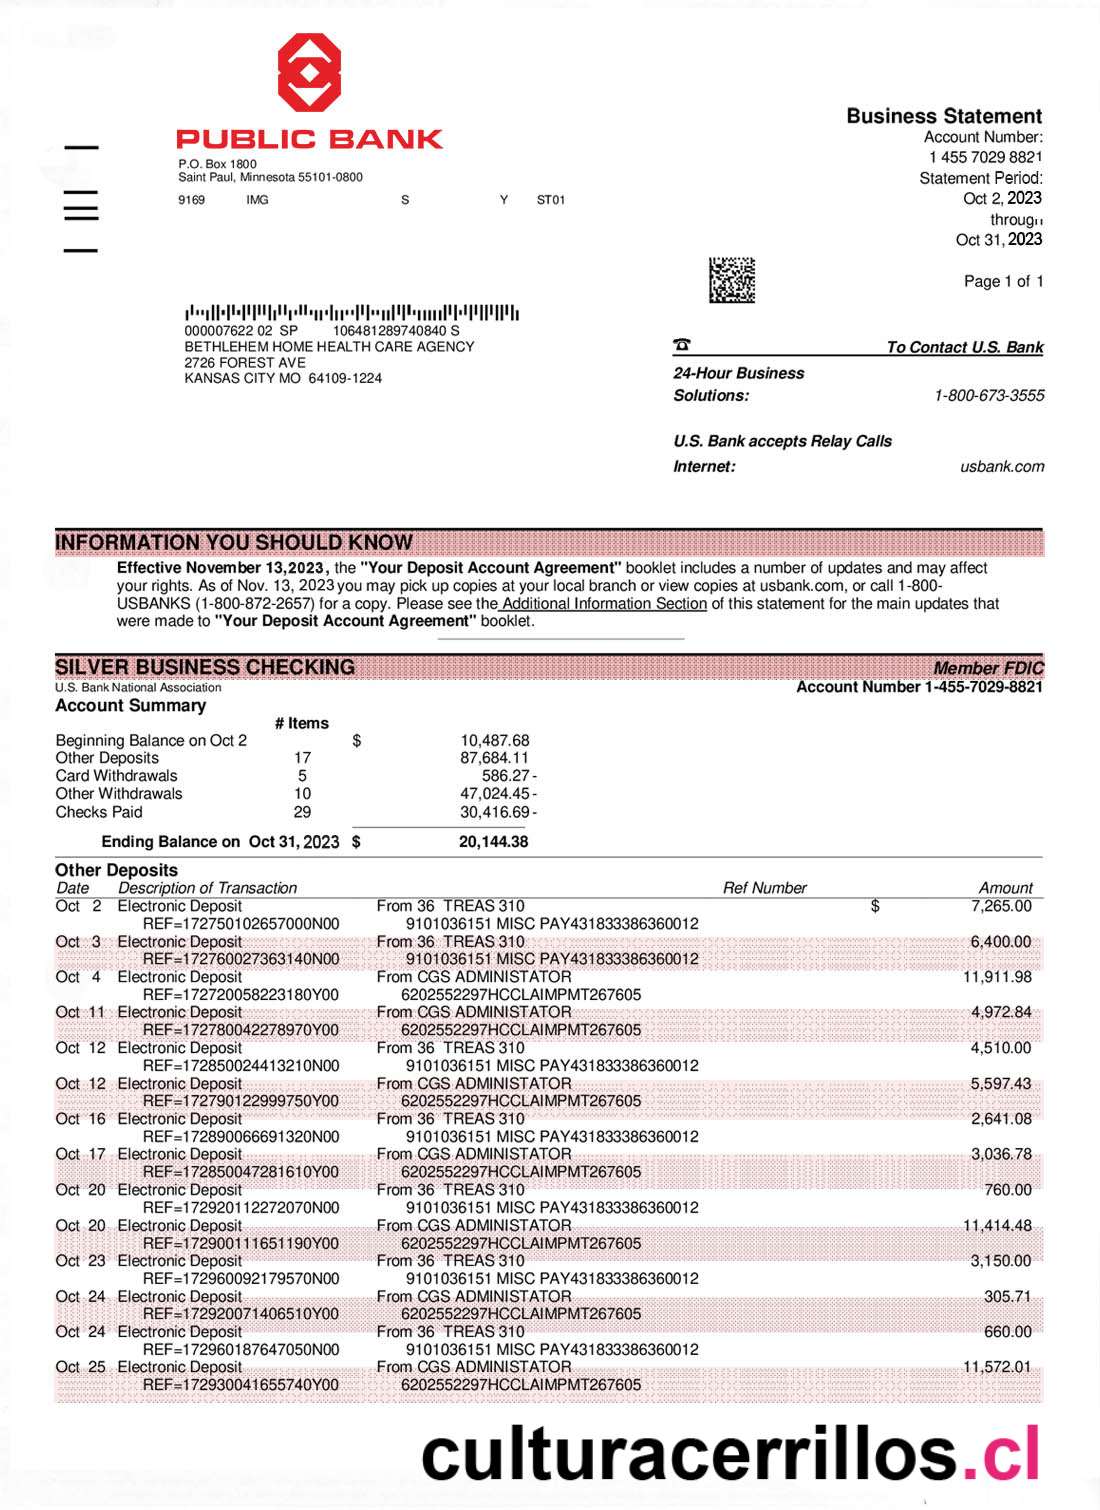 PUBLIC BANK
P.O. Box 1800
Saint Paul, Minnesota 55101-0800
9169 IMG S Y ST01
Business Statement
Account Number:
1 455 7029 8821
Statement Period:
Oct 2, 2023
through
Oct 31, 2023
Page 1 of 1
000007622 02 SP 106481289740840 S
BETHLEHEM HOME HEALTH CARE AGENCY
2726 FOREST AVE
KANSAS CITY MO 64109-1224
To Contact U.S. Bank
24-Hour Business
Solutions: 1-800-673-3555
U.S. Bank accepts Relay Calls
Internet: usbank.com
INFORMATION YOU SHOULD KNOW
Effective November 13,2023, the "Your Deposit Account Agreement" booklet includes a number of updates and may affect
your rights. As of Nov. 13, 2023 you may pick up copies at your local branch or view copies at usbank.com, or call 1-800-
USBANKS (1-800-872-2657) for a copy. Please see the Additional Information Section of this statement for the main updates that
were made to "Your Deposit Account Agreement" booklet.
SILVER BUSINESS CHECKING Member FDIC
U.S. Bank National Association Account Number 1-455-7029-8821
Account Summary
# Items
Beginning Balance on Oct 2 $ 10,487.68
Other Deposits 17 87,684.11
Card Withdrawals 5 586.27-
Other Withdrawals 10 47,024.45-
Checks Paid 29 30,416.69-
Ending Balance on Oct 31, 2023 $ 20,144.38
Other Deposits
Date Description of Transaction Ref Number Amount
Oct 2 Electronic Deposit From 36 TREAS 310 $ 7,265.00
REF=172750102657000N00 9101036151 MISC PAY431833386360012
Oct 3 Electronic Deposit From 36 TREAS 310 6,400.00
REF=172760027363140N00 9101036151 MISC PAY431833386360012
Oct 4 Electronic Deposit From CGS ADMINISTATOR 11,911.98
REF=172720058223180Y00 6202552297HCCLAIMPMT267605
Oct 11 Electronic Deposit From CGS ADMINISTATOR 4,972.84
REF=172780042278970Y00 6202552297HCCLAIMPMT267605
Oct 12 Electronic Deposit From 36 TREAS 310 4,510.00
REF=172850024413210N00 9101036151 MISC PAY431833386360012
Oct 12 Electronic Deposit From CGS ADMINISTATOR 5,597.43
REF=172790122999750Y00 6202552297HCCLAIMPMT267605
Oct 16 Electronic Deposit From 36 TREAS 310 2,641.08
REF=172890066691320N00 9101036151 MISC PAY431833386360012
Oct 17 Electronic Deposit From CGS ADMINISTATOR 3,036.78
REF=172850047281610Y00 6202552297HCCLAIMPMT267605
Oct 20 Electronic Deposit From 36 TREAS 310 760.00
REF=172920112272070N00 9101036151 MISC PAY431833386360012
Oct 20 Electronic Deposit From CGS ADMINISTATOR 11,414.48
REF=172900111651190Y00 6202552297HCCLAIMPMT267605
Oct 23 Electronic Deposit From 36 TREAS 310 3,150.00
REF=172960092179570N00 9101036151 MISC PAY431833386360012
Oct 24 Electronic Deposit From CGS ADMINISTATOR 305.71
REF=172920071406510Y00 6202552297HCCLAIMPMT267605
Oct 24 Electronic Deposit From 36 TREAS 310 660.00
REF=172960187647050N00 9101036151 MISC PAY431833386360012
Oct 25 Electronic Deposit From CGS ADMINISTATOR 11,572.01
REF=172930041655740Y00 6202552297HCCLAIMPMT267605
culturacerrillos.cl